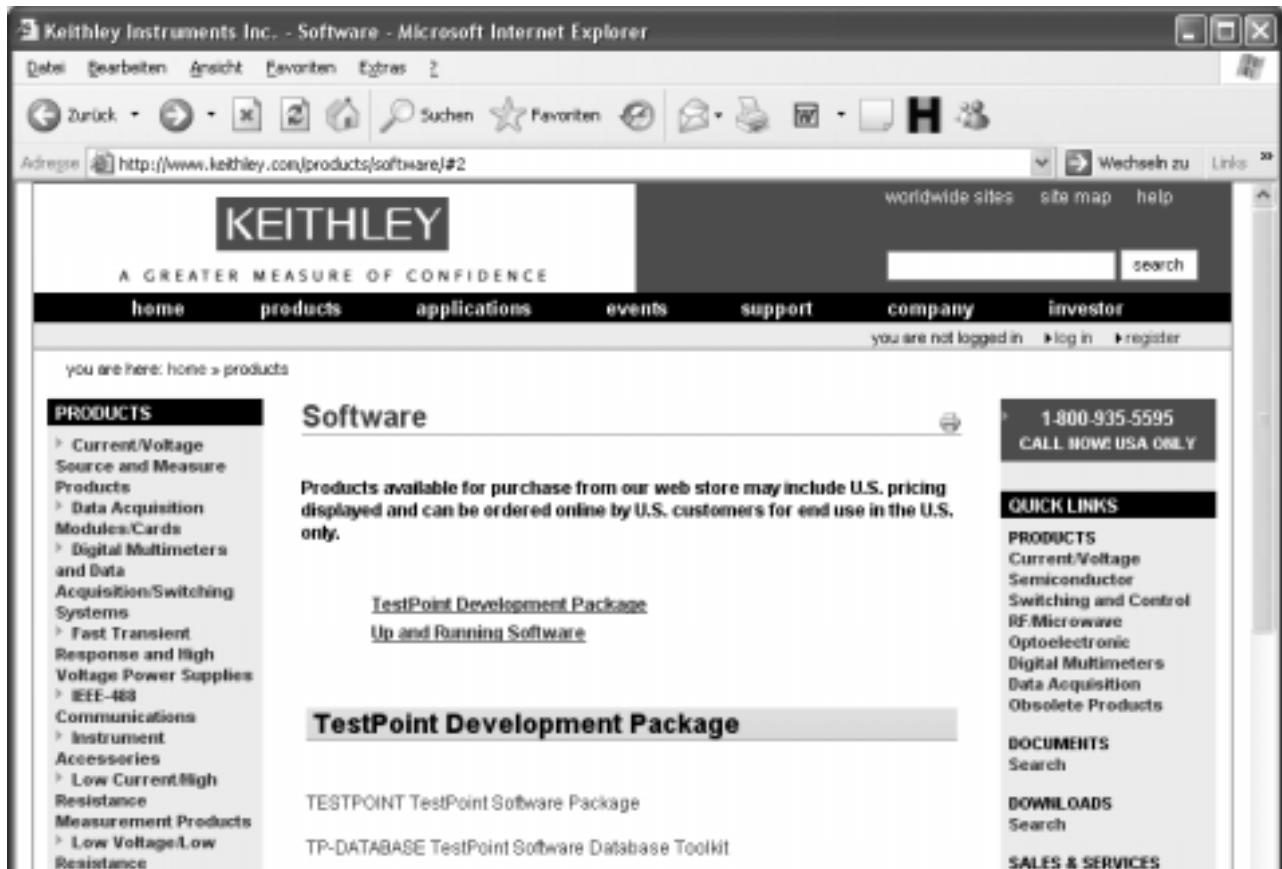 Keithley Instruments Inc. - Software - Microsoft Internet Explorer
Datei Bearbeiten Ansicht Favoriten Extras ?
Zurück Suchen Favoriten
Adresse http://www.keithley.com/products/software/#2 Wechseln zu Links »
worldwide sites site map help
KEITHLEY
A GREATER MEASURE OF CONFIDENCE
search
home products applications events support company investor
you are not logged in log in register
you are here: home » products
PRODUCTS
Current/Voltage
Source and Measure
Products
Data Acquisition
Modules/Cards
Digital Multimeters
and Data
Acquisition/Switching
Systems
Fast Transient
Response and High
Voltage Power Supplies
IEEE-488
Communications
Instrument
Accessories
Low Current/High
Resistance
Measurement Products
Low Voltage/Low
Resistance
Software
Products available for purchase from our web store may include U.S. pricing
displayed and can be ordered online by U.S. customers for end use in the U.S.
only.
TestPoint Development Package
Up and Running Software
TestPoint Development Package
TESTPOINT TestPoint Software Package
TP-DATABASE TestPoint Software Database Toolkit
1-800-935-5595
CALL NOW: USA ONLY
QUICK LINKS
PRODUCTS
Current/Voltage
Semiconductor
Switching and Control
RF/Microwave
Optoelectronic
Digital Multimeters
Data Acquisition
Obsolete Products
DOCUMENTS
Search
DOWNLOADS
Search
SALES & SERVICES